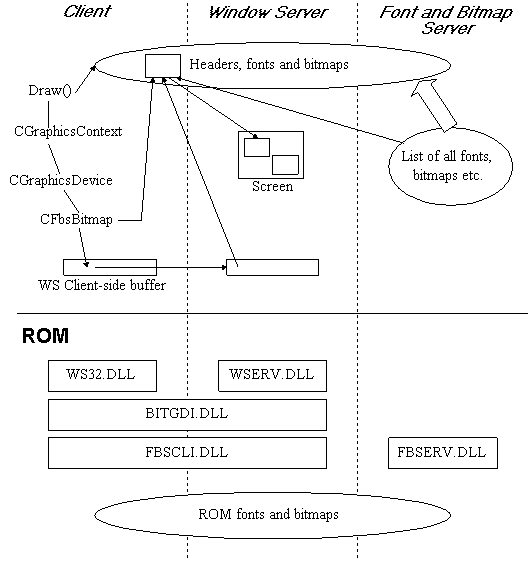 Client
Window Server
Font and Bitmap
Server
Headers, fonts and bitmaps
Draw()
CGraphicsContext
List of all fonts,
bitmaps etc.
CGraphicsDevice
Screen
CFbsBitmap
WS Client-side buffer
ROM
WS32.DLL
WSERV.DLL
BITGDI.DLL
FBSCLI.DLL
FBSERV.DLL
ROM fonts and bitmaps